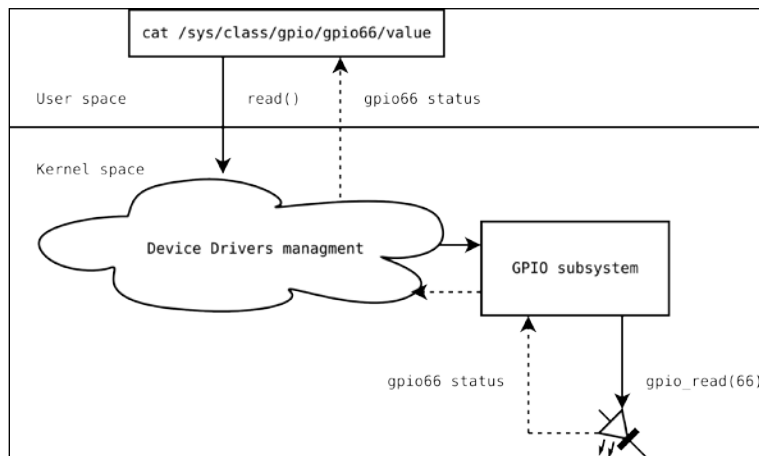 cat /sys/class/gpio/gpio66/value
User space
read()
gpio66 status
Kernel space
Device Drivers managment
GPIO subsystem
gpio66 status
gpio_read(66)